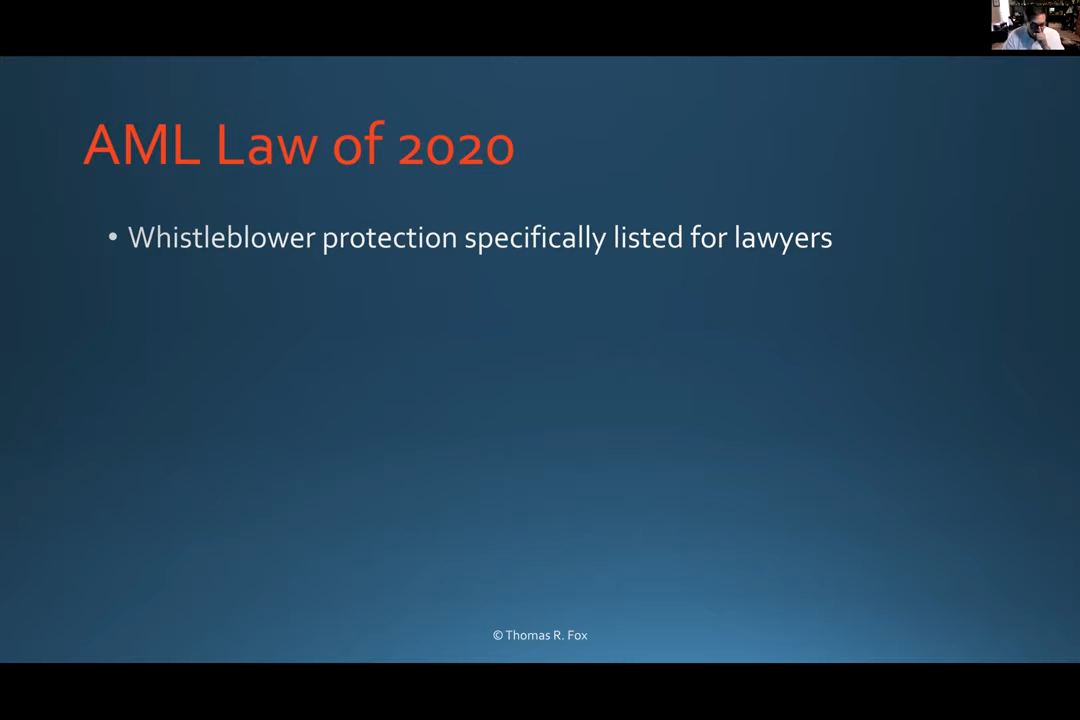 AML Law of 2020
• Whistleblower protection specifically listed for lawyers
© Thomas R. Fox